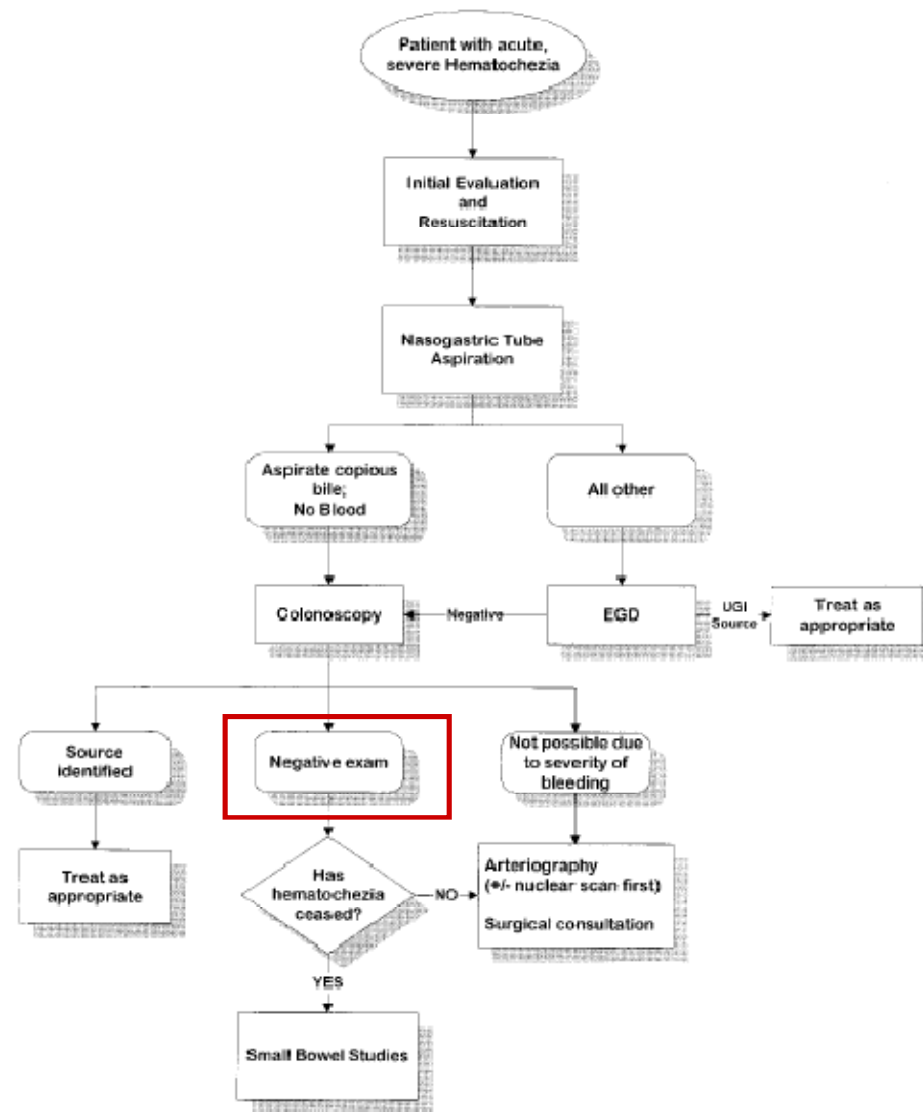 Patient with acute,
severe Hematochezia
Initial Evaluation
and
Resuscitation
Nasogastric Tube
Aspiration
Aspirate copious
bile;
No Blood
All other
Colonoscopy
Negative
EGD
UGI
Source
Treat as
appropriate
Source
identified
Negative exam
Not possible due
to severity of
bleeding
Treat as
appropriate
Has
hematochezia
ceased?
NO
Arteriography
(+/- nuclear scan first)
Surgical consultation
YES
Small Bowel Studies